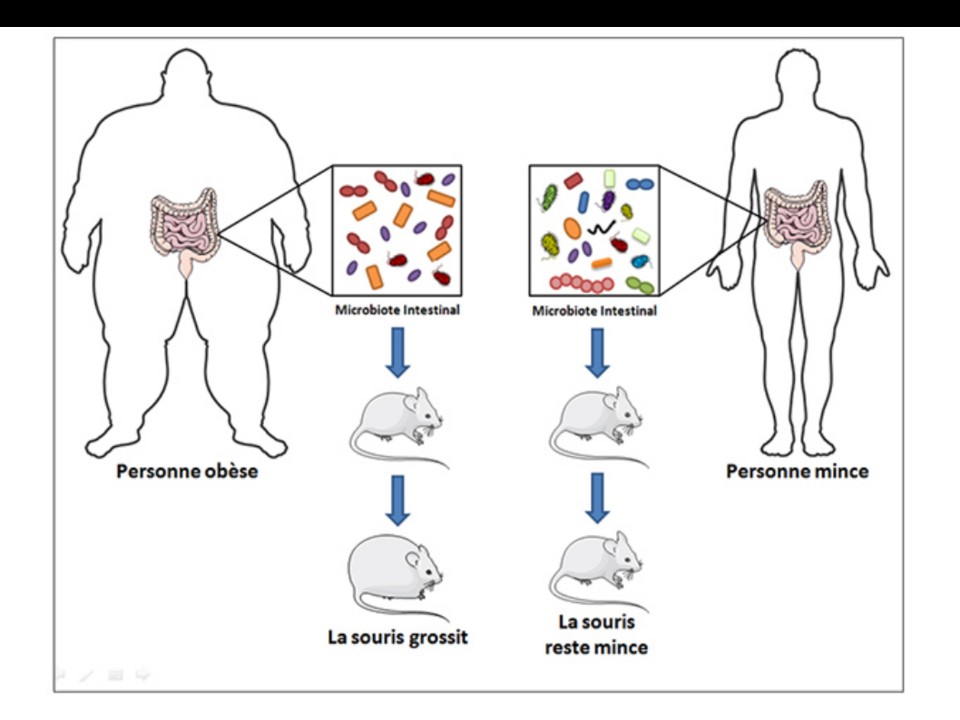 Microbiote Intestinal
Microbiote Intestinal
Personne obèse
Personne mince
La souris grossit
La souris
reste mince